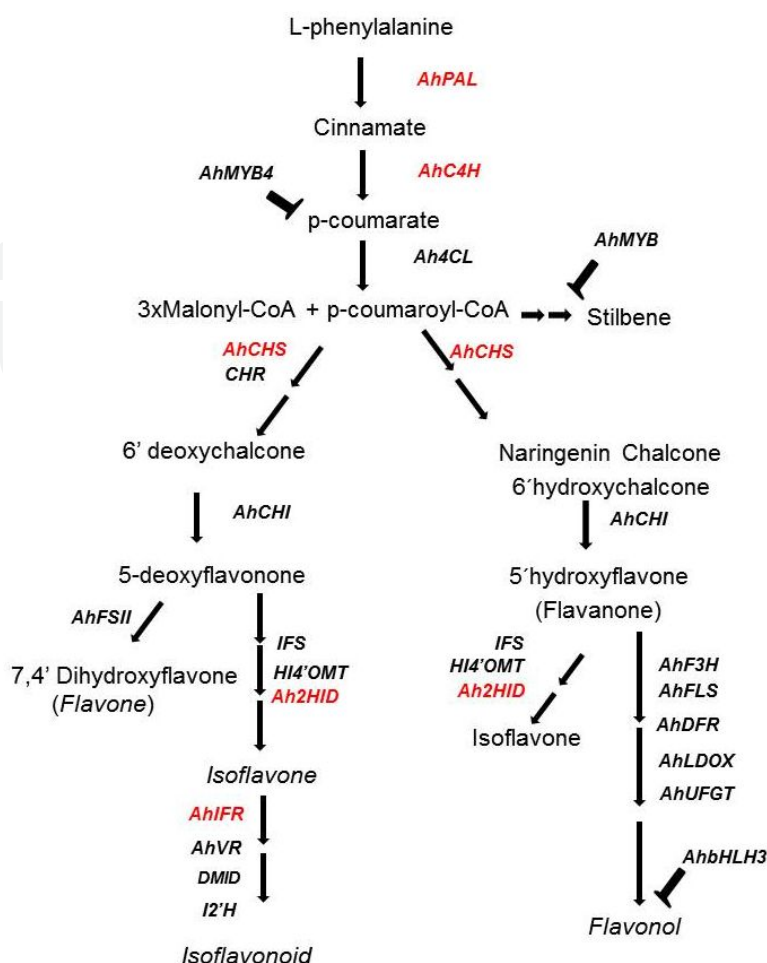 L-phenylalanine
AhPAL
Cinnamate
AhC4H
AhMYB4
p-coumarate
Ah4CL
AhMYB
3xMalonyl-CoA + p-coumaroyl-CoA
Stilbene
AhCHS
CHR
AhCHS
6' deoxychalcone
Naringenin Chalcone
6´hydroxychalcone
AhCHI
AhCHI
5-deoxyflavonone
5´hydroxyflavone
(Flavanone)
AhFSII
7,4' Dihydroxyflavone
(Flavone)
IFS
HI4'OMT
Ah2HID
IFS
HI4'OMT
Ah2HID
Isoflavone
AhF3H
AhFLS
AhDFR
AhLDOX
AhUFGT
Isoflavone
AhIFR
AhVR
DMID
I2'H
Isoflavonoid
AhbHLH3
Flavonol